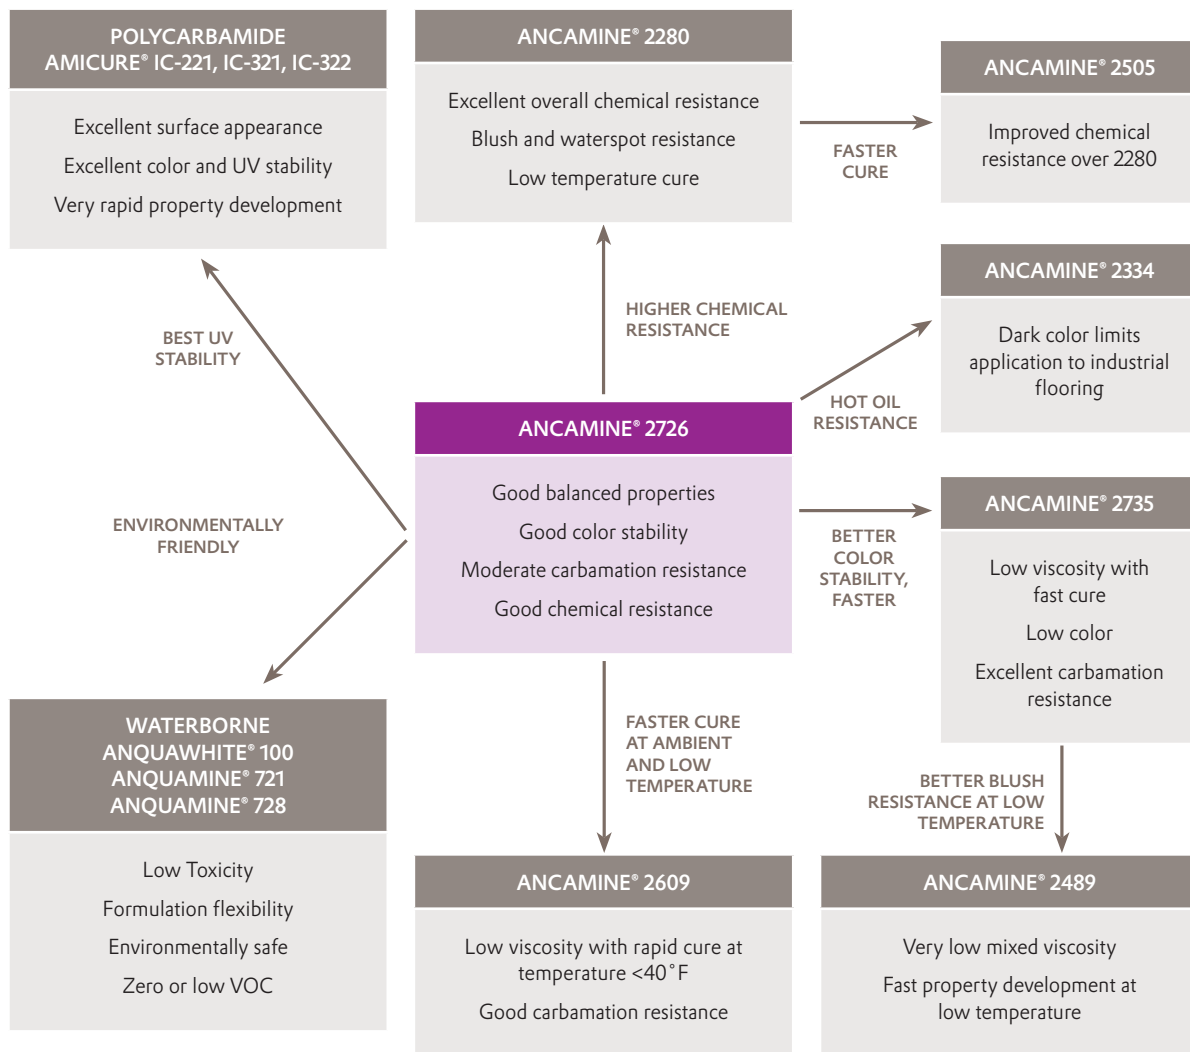 POLYCARBAMIDE
AMICURE® IC-221, IC-321, IC-322
Excellent surface appearance
Excellent color and UV stability
Very rapid property development
ANCAMINE® 2280
Excellent overall chemical resistance
Blush and waterspot resistance
Low temperature cure
FASTER
CURE
ANCAMINE® 2505
Improved chemical
resistance over 2280
BEST UV
STABILITY
HIGHER CHEMICAL
RESISTANCE
ANCAMINE® 2334
Dark color limits
application to industrial
flooring
HOT OIL
RESISTANCE
ANCAMINE® 2726
Good balanced properties
Good color stability
Moderate carbamation resistance
Good chemical resistance
ENVIRONMENTALLY
FRIENDLY
BETTER
COLOR
STABILITY,
FASTER
ANCAMINE® 2735
Low viscosity with
fast cure
Low color
Excellent carbamation
resistance
WATERBORNE
ANQUAWHITE® 100
ANQUAMINE® 721
ANQUAMINE® 728
Low Toxicity
Formulation flexibility
Environmentally safe
Zero or low VOC
FASTER CURE
AT AMBIENT
AND LOW
TEMPERATURE
BETTER BLUSH
RESISTANCE AT LOW
TEMPERATURE
ANCAMINE® 2609
Low viscosity with rapid cure at
temperature <40˚F
Good carbamation resistance
ANCAMINE® 2489
Very low mixed viscosity
Fast property development at
low temperature